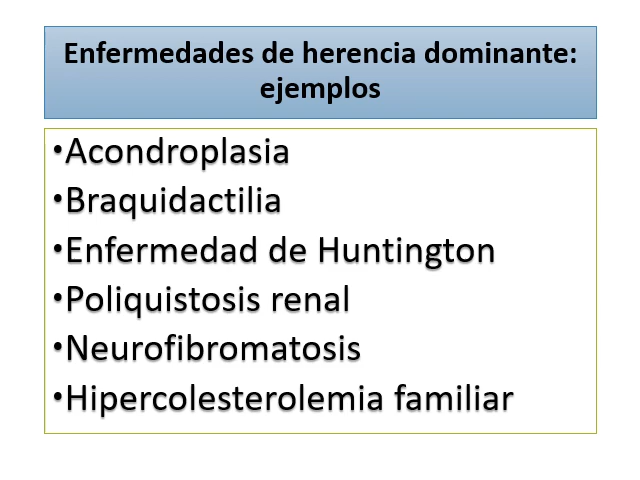 Enfermedades de herencia dominante:
ejemplos
•Acondroplasia
•Braquidactilia
•Enfermedad de Huntington
•Poliquistosis renal
•Neurofibromatosis
•Hipercolesterolemia familiar